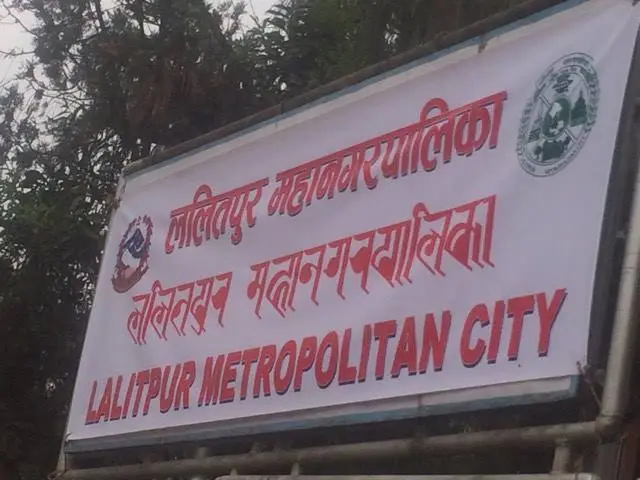 ललितपुर महानगरपालिका
𑐮𑐮𑐶𑐟𑐥𑐸𑐬 𑐩𑐴𑐵𑐣𑐐𑐬𑐥𑐵𑐮𑐶𑐎𑐵
LALITPUR METROPOLITAN CITY